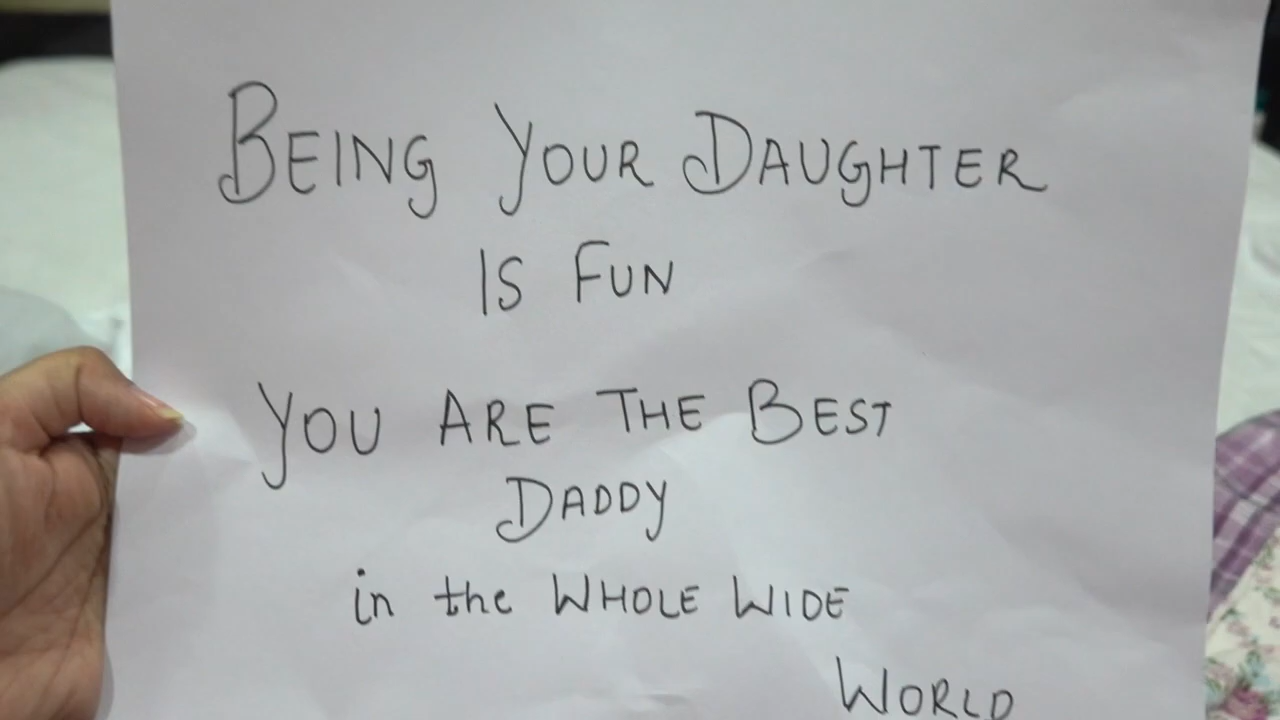 BEING YOUR DAUGHTER
IS FUN
YOU ARE THE BEST
DADDY
in the WHOLE WIDE
WORLD